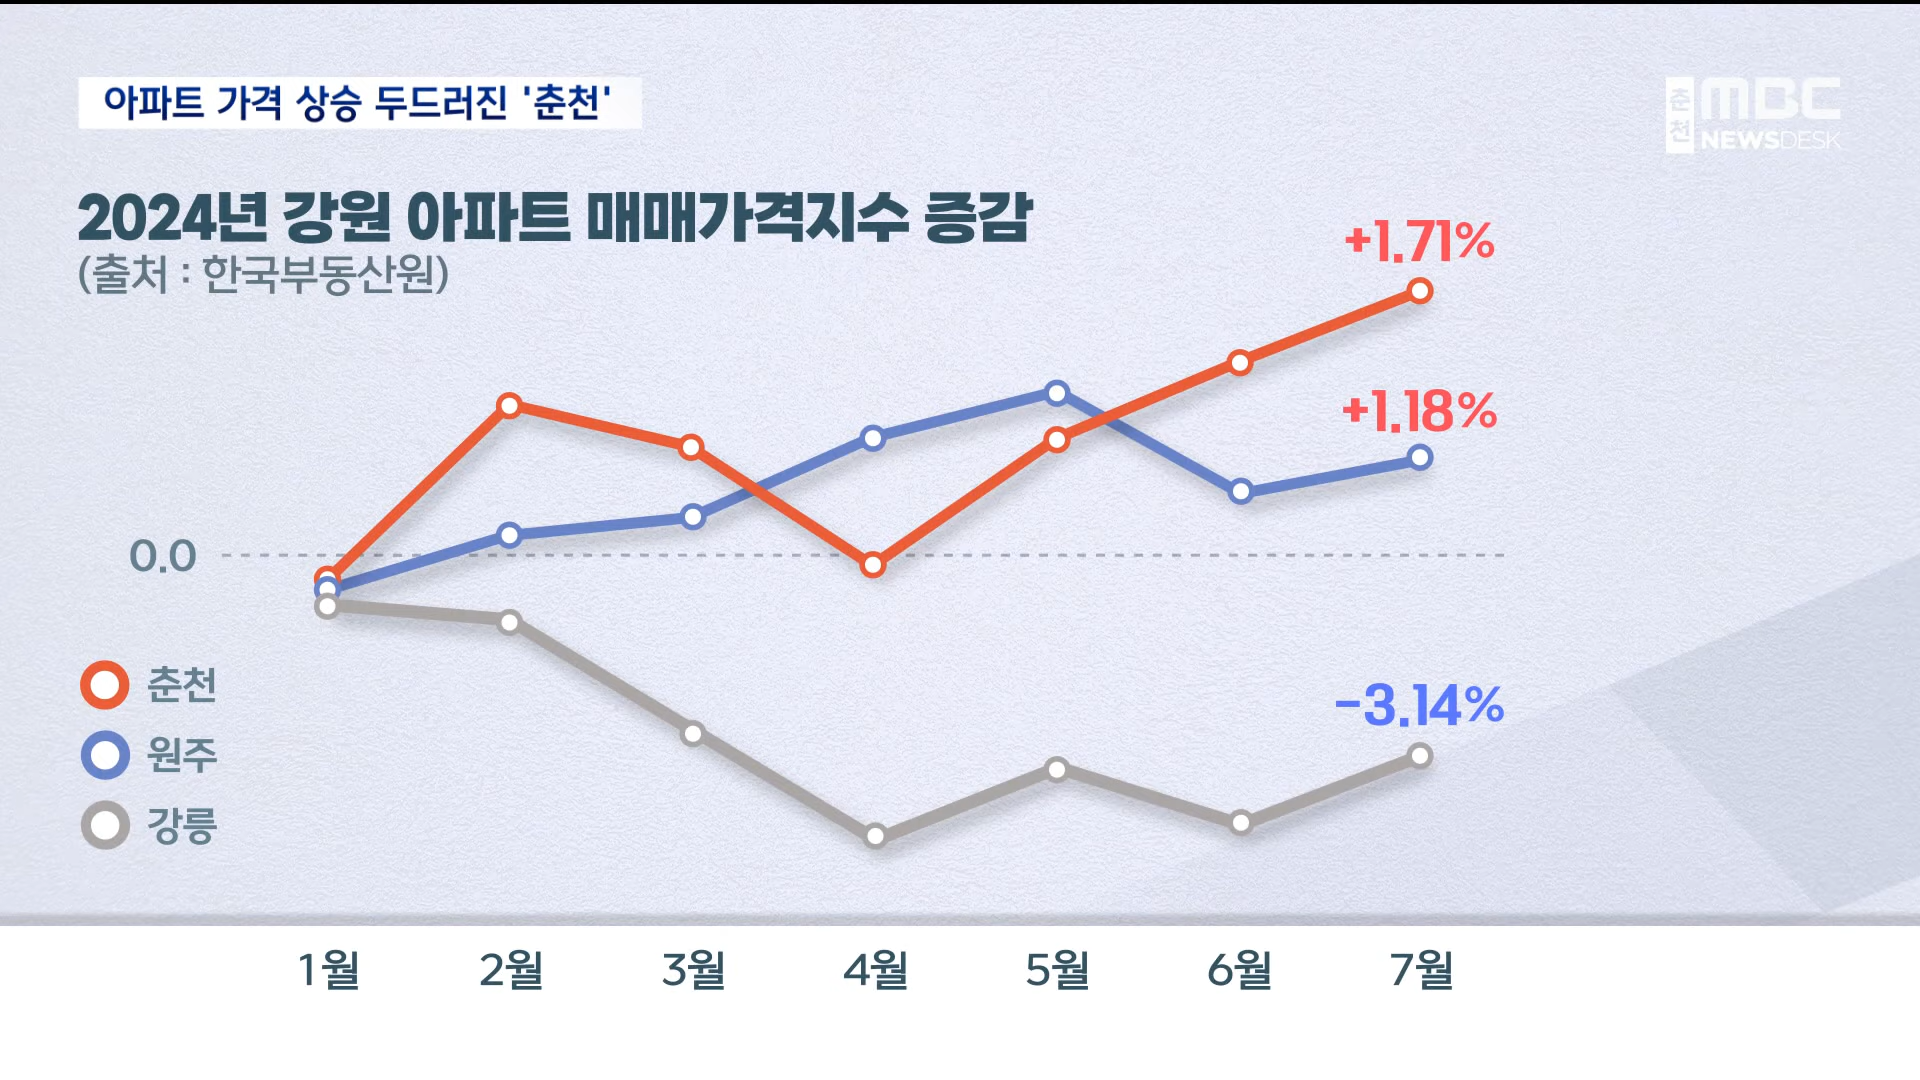 아파트 가격 상승 두드러진 '춘천'
춘천 MBC
NEWSDESK
2024년 강원 아파트 매매가격지수 증감
(출처 : 한국부동산원)
+1.71%
+1.18%
0.0
-3.14%
춘천
원주
강릉
1월 2월 3월 4월 5월 6월 7월